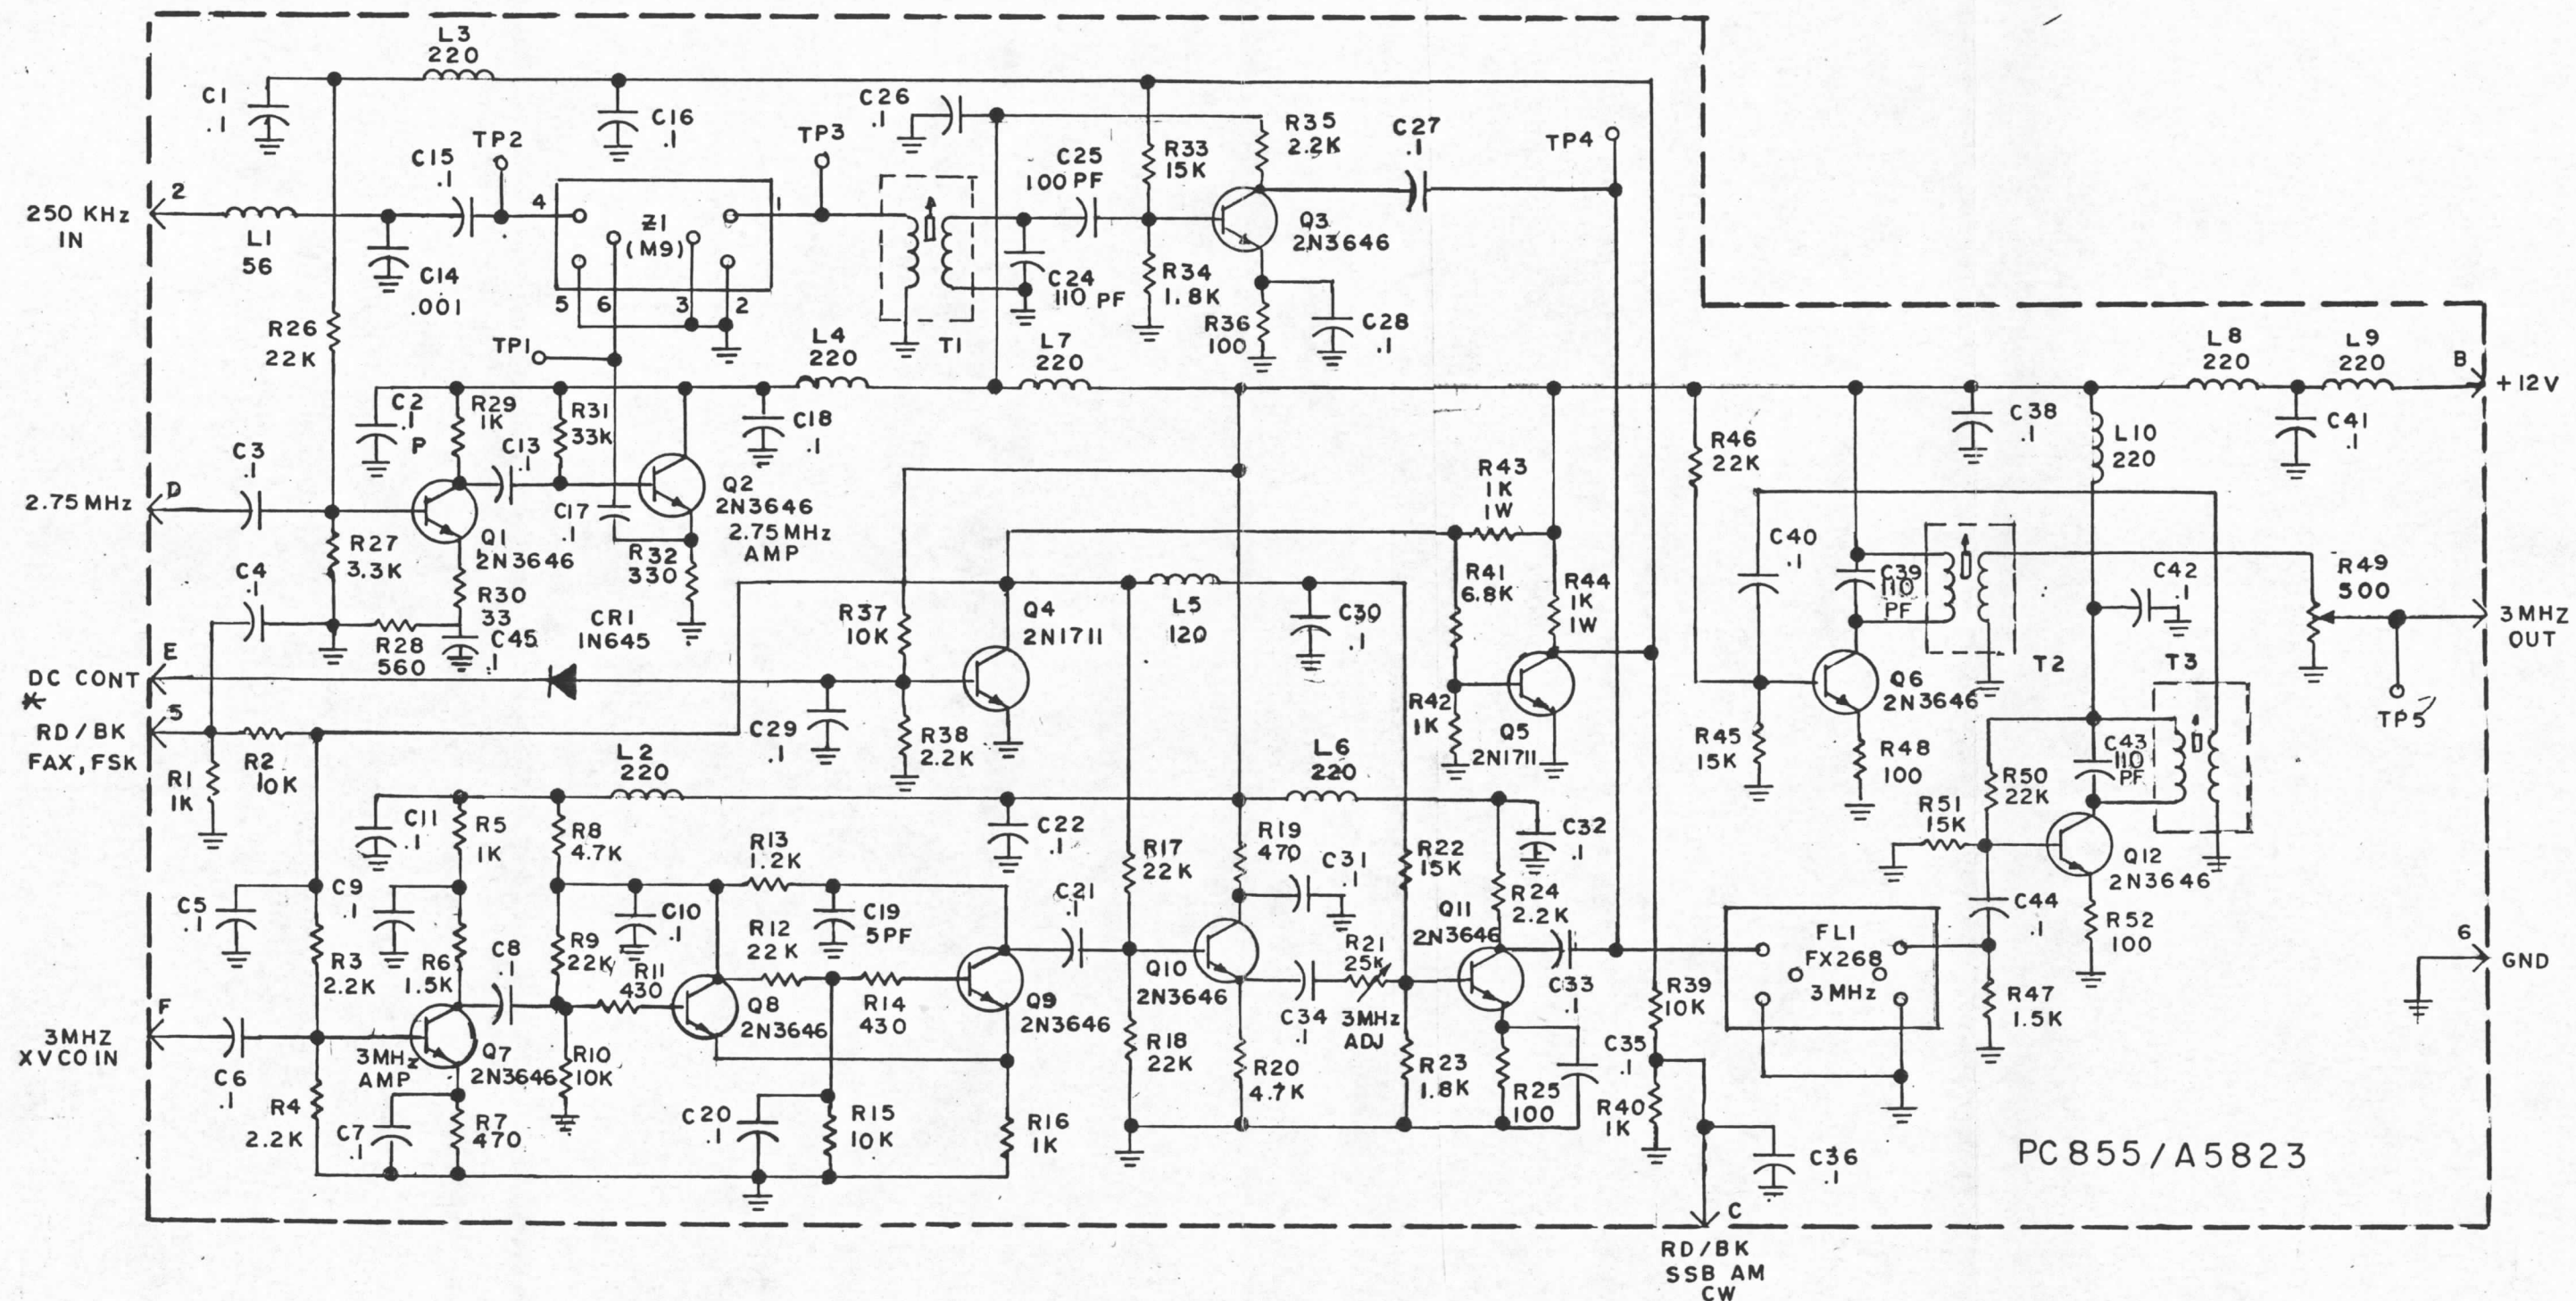 L3
220
C1
.1
C16
.1
C26
.1
TP3
TP2
C15
.1
R35
2.2K
C27
.1
TP4
R33
15K
C25
100 PF
2
250 KHz
IN
L1
56
4
Z1
(M9)
1
Q3
2N3646
C14
.001
5
6
3
2
C24
110 PF
R34
1.8K
R26
22K
TP1
L4
220
T1
L7
220
R36
100
C28
.1
L8
220
L9
220
B
+12V
C2
.1
P
R29
1K
R31
33K
C18
.1
C38
.1
C41
.1
L10
220
R46
22K
C3
.1
C13
.1
R43
1K
1W
D
2.75 MHz
Q2
2N3646
2.75 MHz
AMP
C17
.1
Q1
2N3646
R27
3.3K
R32
330
C40
.1
C39
110
PF
C42
.1
R49
500
C4
.1
R30
33
CR1
1N645
R37
10K
Q4
2N1711
L5
120
C30
.1
R41
6.8K
R44
1K
1W
3 MHZ
OUT
R28
560
C45
.1
E
DC CONT
*
T2
T3
Q6
2N3646
R42
1K
Q5
2N1711
TP5
5
RD/BK
FAX, FSK
R2
10K
R1
1K
C29
.1
R38
2.2K
L2
220
L6
220
R45
15K
R48
100
C43
110
PF
R50
22K
R51
15K
C11
.1
R5
1K
R8
4.7K
R13
1.2K
C22
.1
R17
22K
R19
470
C31
.1
R22
15K
C32
.1
Q12
2N3646
C5
.1
C9
.1
C10
.1
C19
5PF
C21
.1
R24
2.2K
Q11
2N3646
R12
22 K
R9
22K
R11
430
R3
2.2K
R6
1.5K
C8
.1
R21
25K
FL1
FX268
3 MHz
C44
.1
R52
100
6
GND
Q10
2N3646
F
3MHZ
XVCO IN
C6
.1
3MHz
AMP
Q7
2N3646
R10
10K
Q8
2N3646
R14
430
Q9
2N3646
C34
.1
3MHz
ADJ
C33
.1
R39
10K
R47
1.5K
R18
22K
R20
4.7K
R23
1.8K
R25
100
C35
.1
R40
1K
R4
2.2K
C7
.1
R7
470
C20
.1
R15
10K
R16
1K
C36
.1
PC855/A5823
C
RD/BK
SSB AM
CW